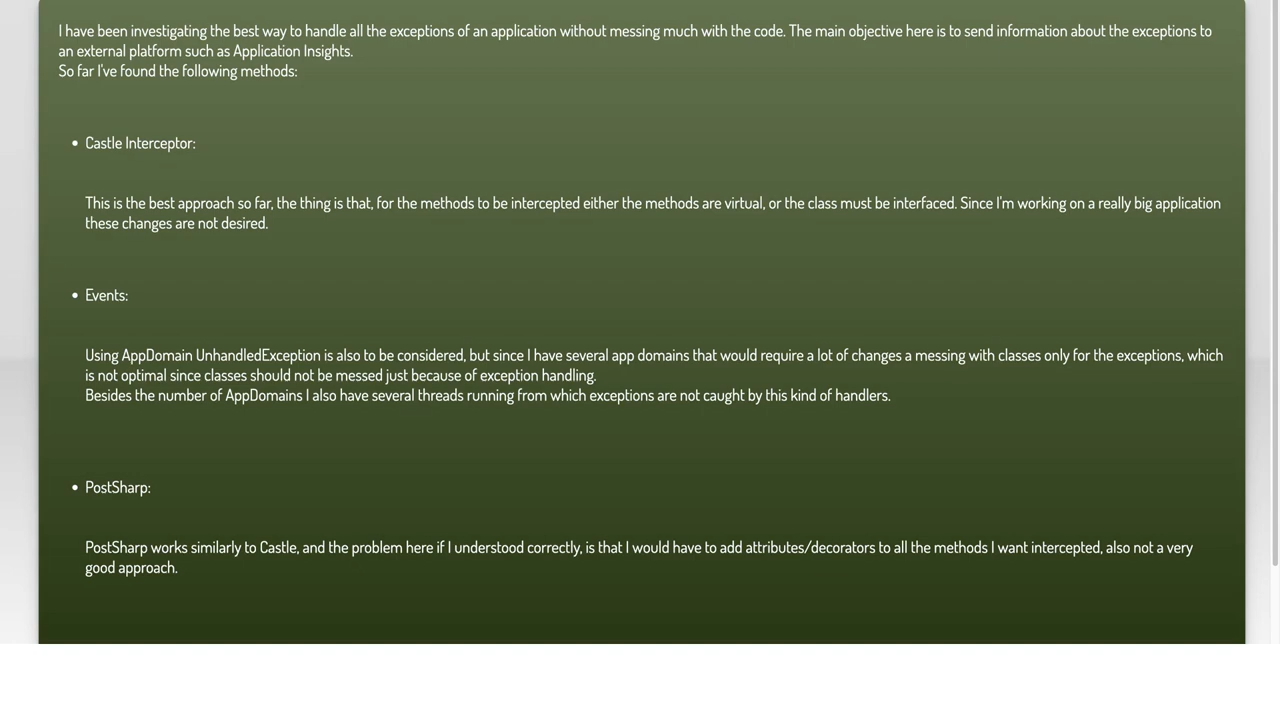 I have been investigating the best way to handle all the exceptions of an application without messing much with the code. The main objective here is to send information about the exceptions to
an external platform such as Application Insights.
So far I've found the following methods:
• Castle Interceptor:
This is the best approach so far, the thing is that, for the methods to be intercepted either the methods are virtual, or the class must be interfaced. Since I'm working on a really big application
these changes are not desired.
• Events:
Using AppDomain UnhandledException is also to be considered, but since I have several app domains that would require a lot of changes a messing with classes only for the exceptions, which
is not optimal since classes should not be messed just because of exception handling.
Besides the number of AppDomains I also have several threads running from which exceptions are not caught by this kind of handlers.
• PostSharp:
PostSharp works similarly to Castle, and the problem here if I understood correctly, is that I would have to add attributes/decorators to all the methods I want intercepted, also not a very
good approach.